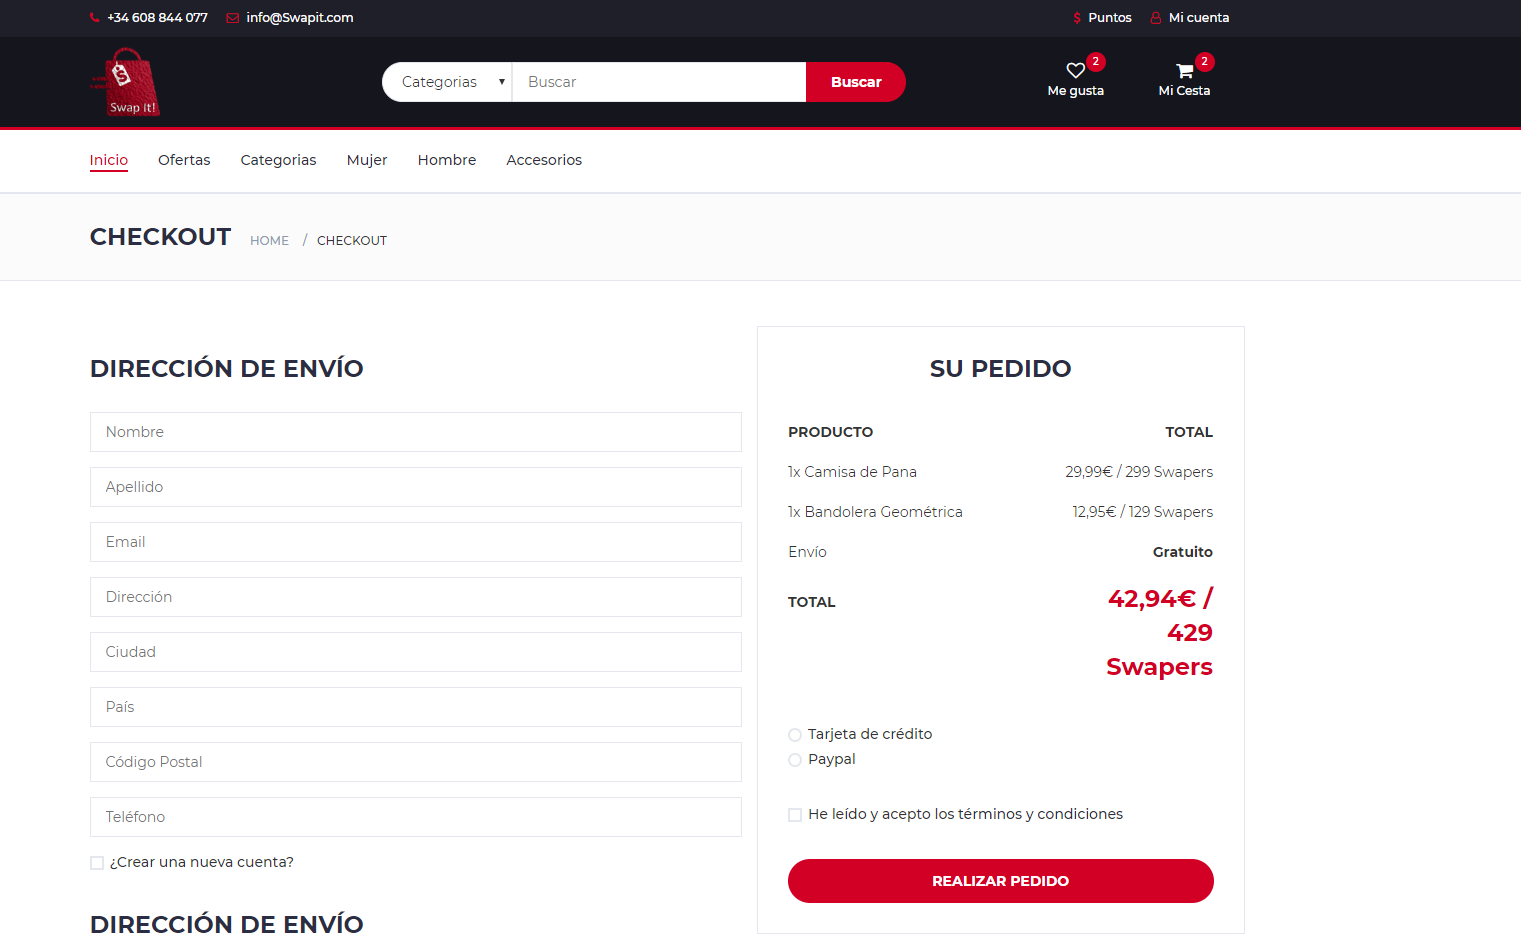 +34 608 844 077 info@Swapit.com Puntos Mi cuenta
Swap it!
Categorias Buscar Buscar
2 2
Me gusta Mi Cesta
Inicio Ofertas Categorias Mujer Hombre Accesorios
CHECKOUT HOME / CHECKOUT
DIRECCIÓN DE ENVÍO
Nombre
Apellido
Email
Dirección
Ciudad
País
Código Postal
Teléfono
¿Crear una nueva cuenta?
DIRECCIÓN DE ENVÍO
SU PEDIDO
PRODUCTO TOTAL
1x Camisa de Pana 29,99€ / 299 Swapers
1x Bandolera Geométrica 12,95€ / 129 Swapers
Envío Gratuito
TOTAL 42,94€ /
429
Swapers
Tarjeta de crédito
Paypal
He leído y acepto los términos y condiciones
REALIZAR PEDIDO